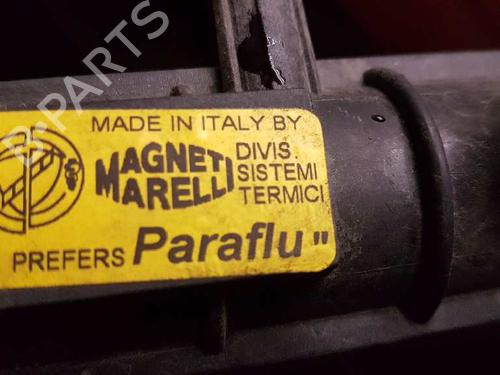 MADE IN ITALY BY
MAGNETI MARELLI
DIVIS. SISTEMI TERMICI
PREFERS Paraflu"
B-PARTS